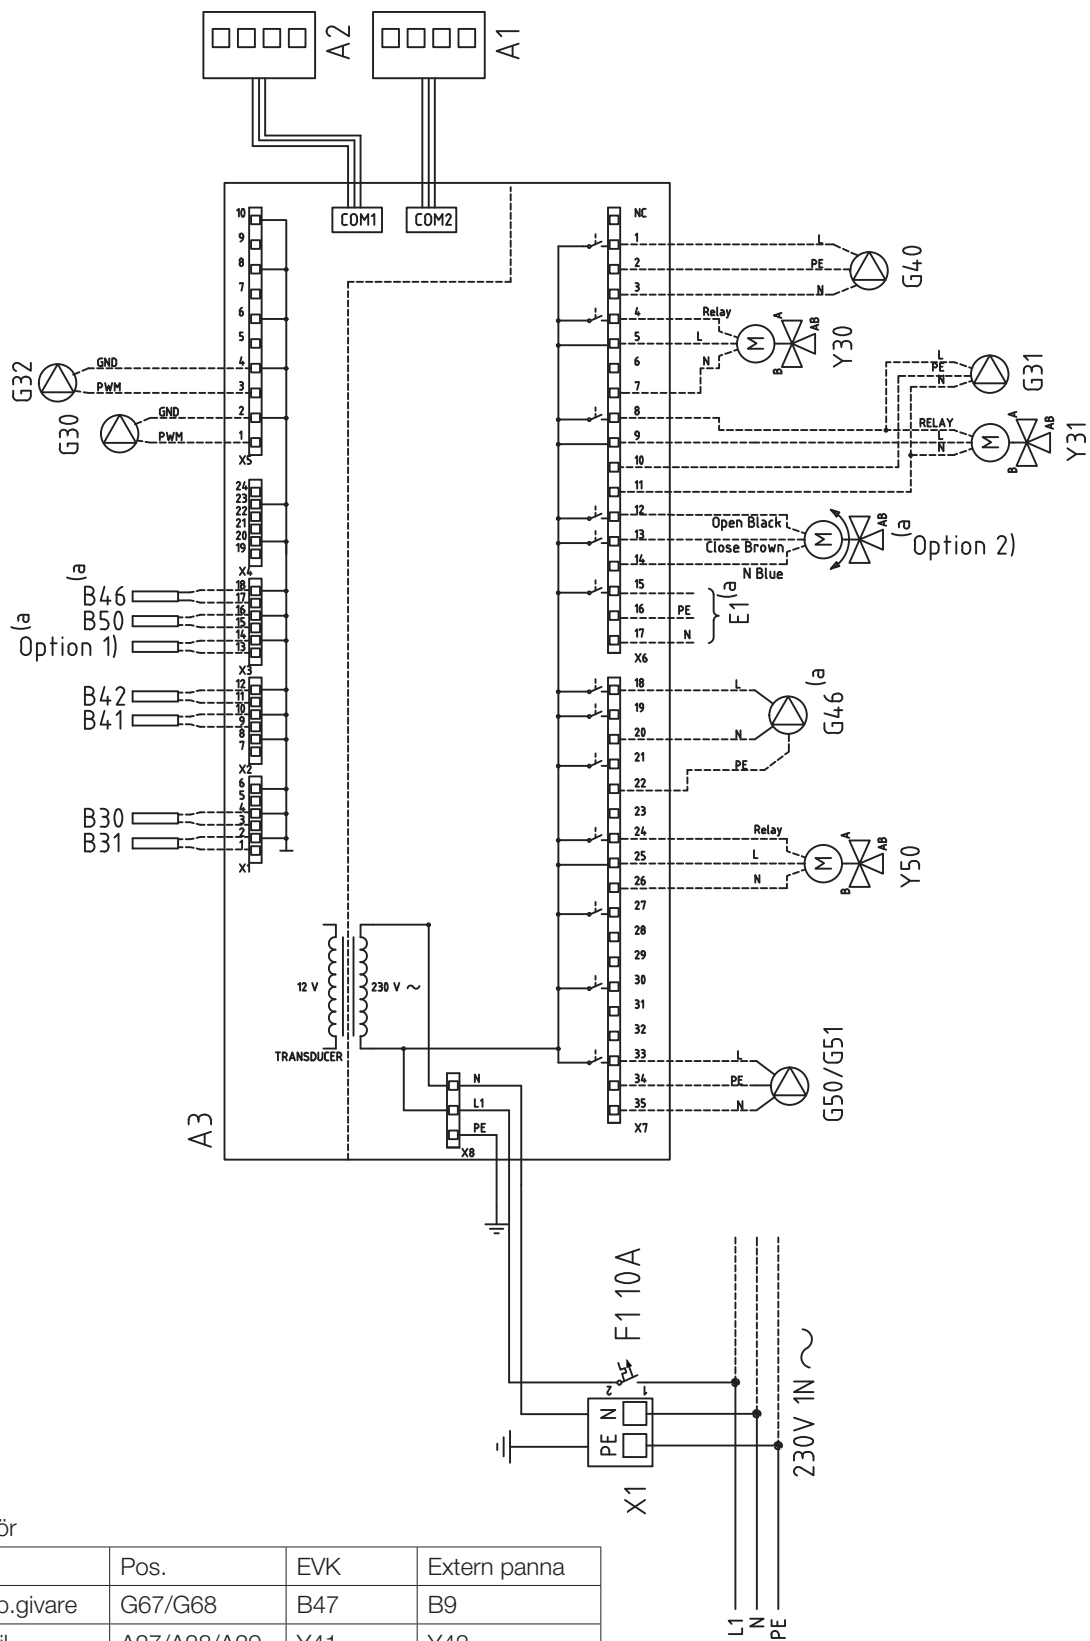 A2
A1
COM1
COM2
10
9
8
7
6
5
4
3
2
1
X5
G32
GND
PWM
G30
GND
PWM
24
23
22
21
20
19
X4
18
17
16
15
14
13
X3
B46 (a
B50
Option 1) (a
12
11
10
9
8
7
X2
B42
B41
6
5
4
3
2
1
X1
B30
B31
NC
1
2
3
4
5
6
7
8
9
10
11
12
13
14
15
16
17
X6
L
PE
N
G40
Relay
L
N
M
A
AB
B
Y30
L
PE
N
G31
RELAY
L
N
M
A
AB
B
Y31
Open Black
Close Brown
N Blue
M
AB
(a
Option 2)
PE
N
E1 (a
18
19
20
21
22
23
24
25
26
27
28
29
30
31
32
33
34
35
X7
L
N
PE
G46 (a
Relay
L
N
M
A
AB
B
Y50
L
PE
N
G50/G51
12 V
230 V ~
TRANSDUCER
N
L1
PE
X8
A3
F1 10A
2
1
N
PE
X1
230V 1N ~
L1
N
PE
ör
Pos.
EVK
Extern panna
p.givare
G67/G68
B47
B9